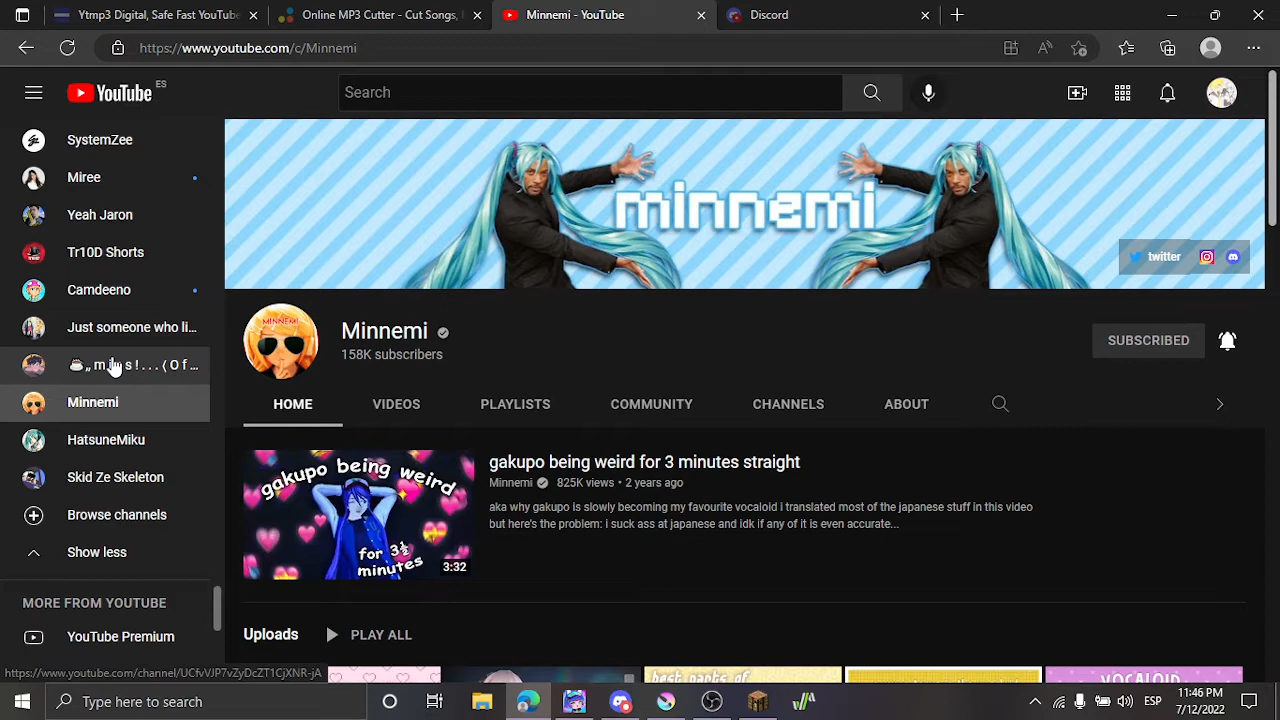 Ytmp3 Digital, Safe Fast YouTube
Online MP3 Cutter - Cut Songs,
Minnemi - YouTube
Discord
https://www.youtube.com/c/Minnemi
YouTube
ES
Search
SystemZee
Miree
Yeah Jaron
Tr10D Shorts
Camdeeno
Just someone who li...
Minnemi
HatsuneMiku
Skid Ze Skeleton
Browse channels
Show less
MORE FROM YOUTUBE
YouTube Premium
minnemi
twitter
MINNEMI
Minnemi
158K subscribers
SUBSCRIBED
HOME
VIDEOS
PLAYLISTS
COMMUNITY
CHANNELS
ABOUT
gakupo being weird
for 3½
minutes
3:32
gakupo being weird for 3 minutes straight
Minnemi
825K views • 2 years ago
aka why gakupo is slowly becoming my favourite vocaloid i translated most of the japanese stuff in this video
but here's the problem: i suck ass at japanese and idk if any of it is even accurate...
Uploads
PLAY ALL
best parts of
VOCALOID
https://www.youtube.com/channel/UCfvVJP7vZyDcZT1CjXNR-jA
Type here to search
ESP
11:46 PM
7/12/2022